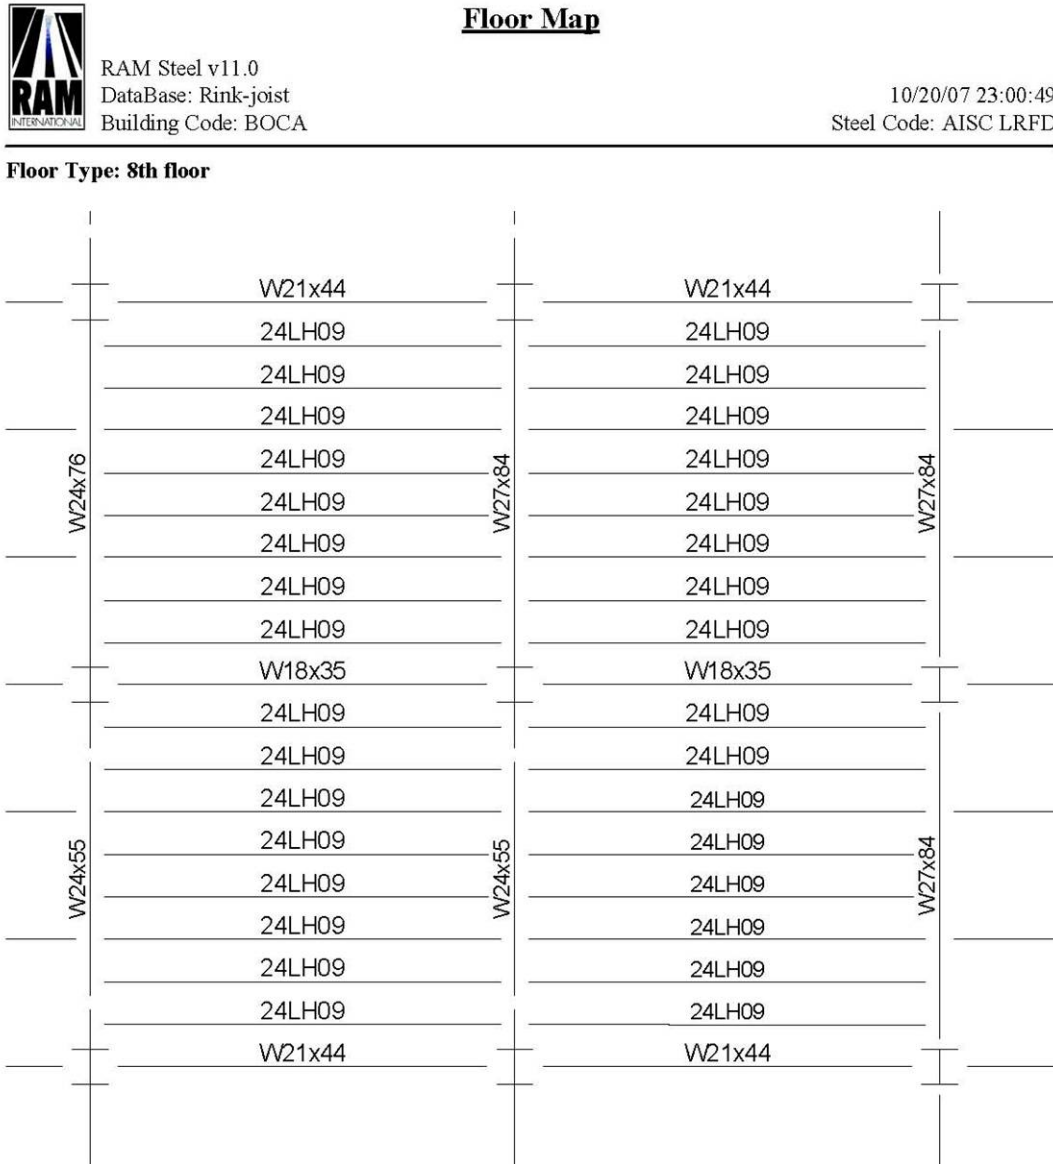 Floor Map
RAM
INTERNATIONAL
RAM Steel v11.0
DataBase: Rink-joist
10/20/07 23:00:49
Building Code: BOCA
Steel Code: AISC LRFD
Floor Type: 8th floor
W21x44 W21x44
24LH09 24LH09
24LH09 24LH09
24LH09 24LH09
24LH09 24LH09
W24x76 W27x84 W27x84
24LH09 24LH09
24LH09 24LH09
24LH09 24LH09
24LH09 24LH09
W18x35 W18x35
24LH09 24LH09
24LH09 24LH09
24LH09 24LH09
24LH09 24LH09
W24x55 W24x55 W27x84
24LH09 24LH09
24LH09 24LH09
24LH09 24LH09
24LH09 24LH09
W21x44 W21x44